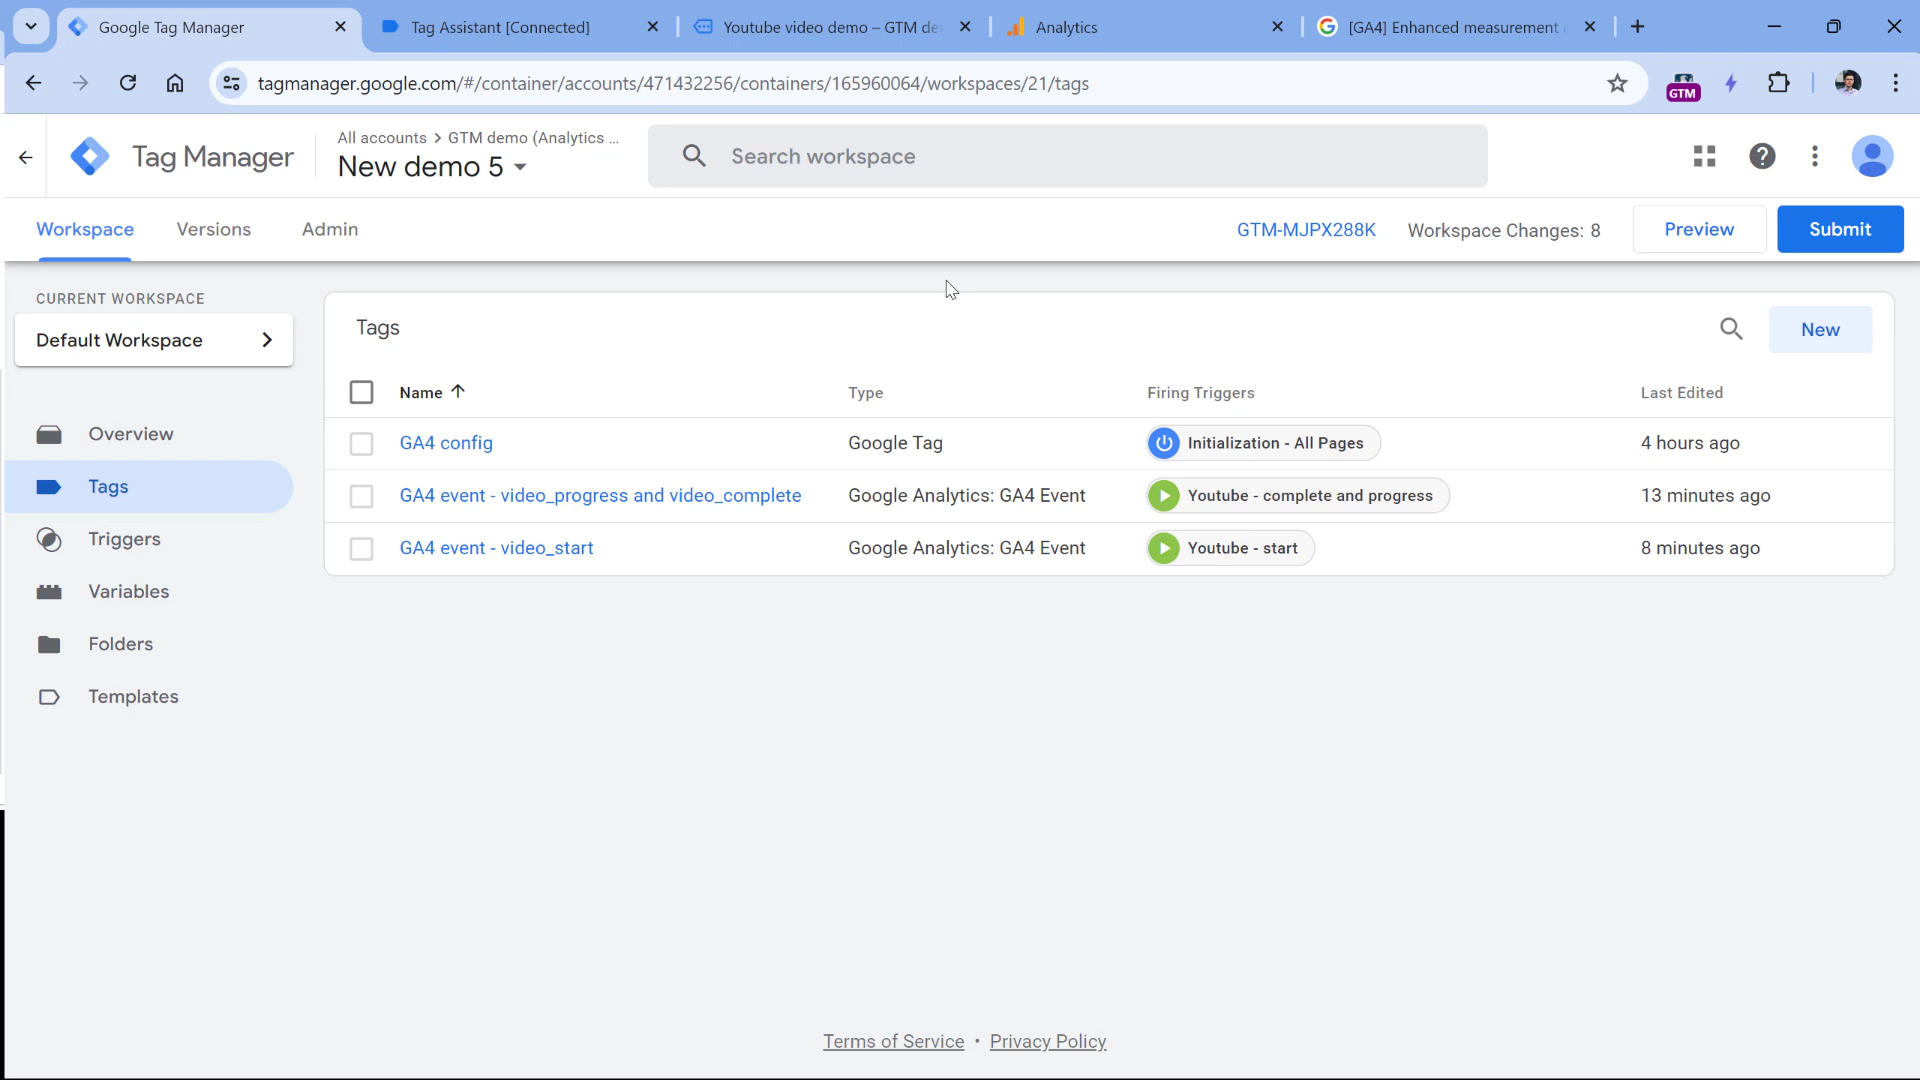 Google Tag Manager
Tag Assistant [Connected]
Youtube video demo – GTM de
Analytics
[GA4] Enhanced measurement
tagmanager.google.com/#/container/accounts/471432256/containers/165960064/workspaces/21/tags
GTM
Tag Manager
All accounts > GTM demo (Analytics ...
New demo 5
Search workspace
Workspace
Versions
Admin
GTM-MJPX288K
Workspace Changes: 8
Preview
Submit
CURRENT WORKSPACE
Default Workspace
Overview
Tags
Triggers
Variables
Folders
Templates
Tags
New
Name
Type
Firing Triggers
Last Edited
GA4 config
Google Tag
Initialization - All Pages
4 hours ago
GA4 event - video_progress and video_complete
Google Analytics: GA4 Event
Youtube - complete and progress
13 minutes ago
GA4 event - video_start
Google Analytics: GA4 Event
Youtube - start
8 minutes ago
Terms of Service • Privacy Policy